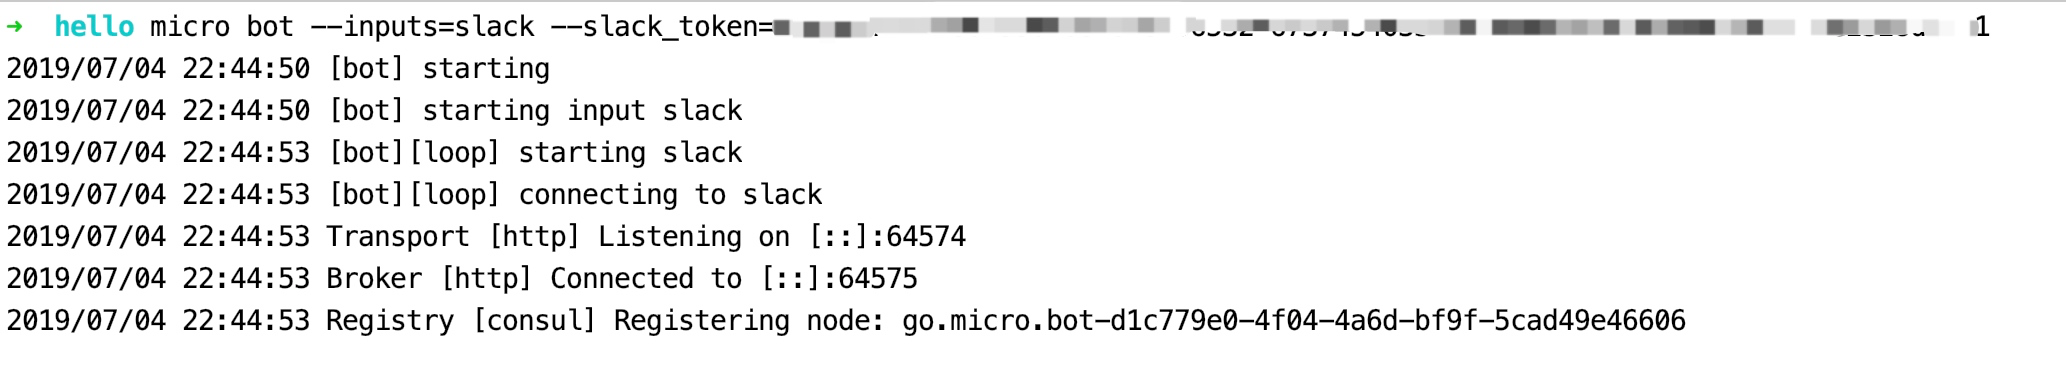 → hello micro bot --inputs=slack --slack_token= 1
2019/07/04 22:44:50 [bot] starting
2019/07/04 22:44:50 [bot] starting input slack
2019/07/04 22:44:53 [bot][loop] starting slack
2019/07/04 22:44:53 [bot][loop] connecting to slack
2019/07/04 22:44:53 Transport [http] Listening on [::]:64574
2019/07/04 22:44:53 Broker [http] Connected to [::]:64575
2019/07/04 22:44:53 Registry [consul] Registering node: go.micro.bot-d1c779e0-4f04-4a6d-bf9f-5cad49e46606